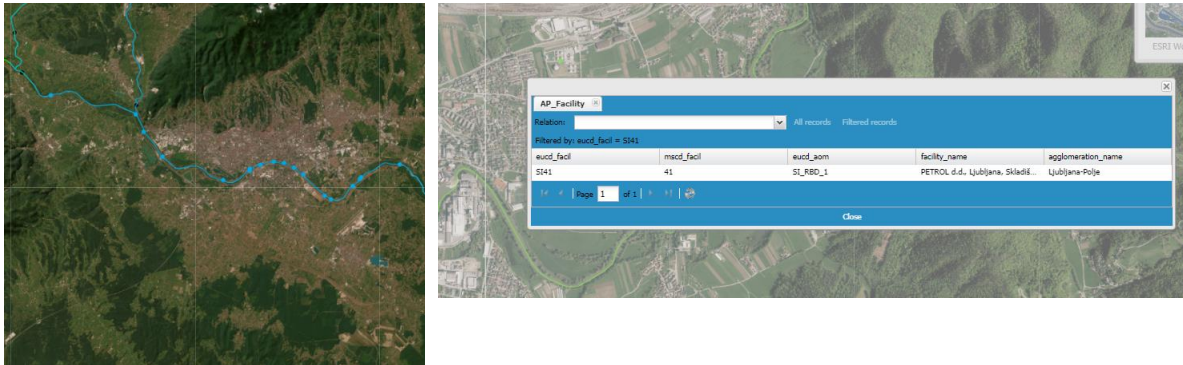 ESRI W
AP_Facility
Relation: All records Filtered records
Filtered by: eucd_facil = SI41
eucd_facil mscd_facil eucd_aom facility_name agglomeration_name
SI41 41 SI_RBD_1 PETROL d.d., Ljubljana, Skladiš... Ljubljana-Polje
Page 1 of 1
Close